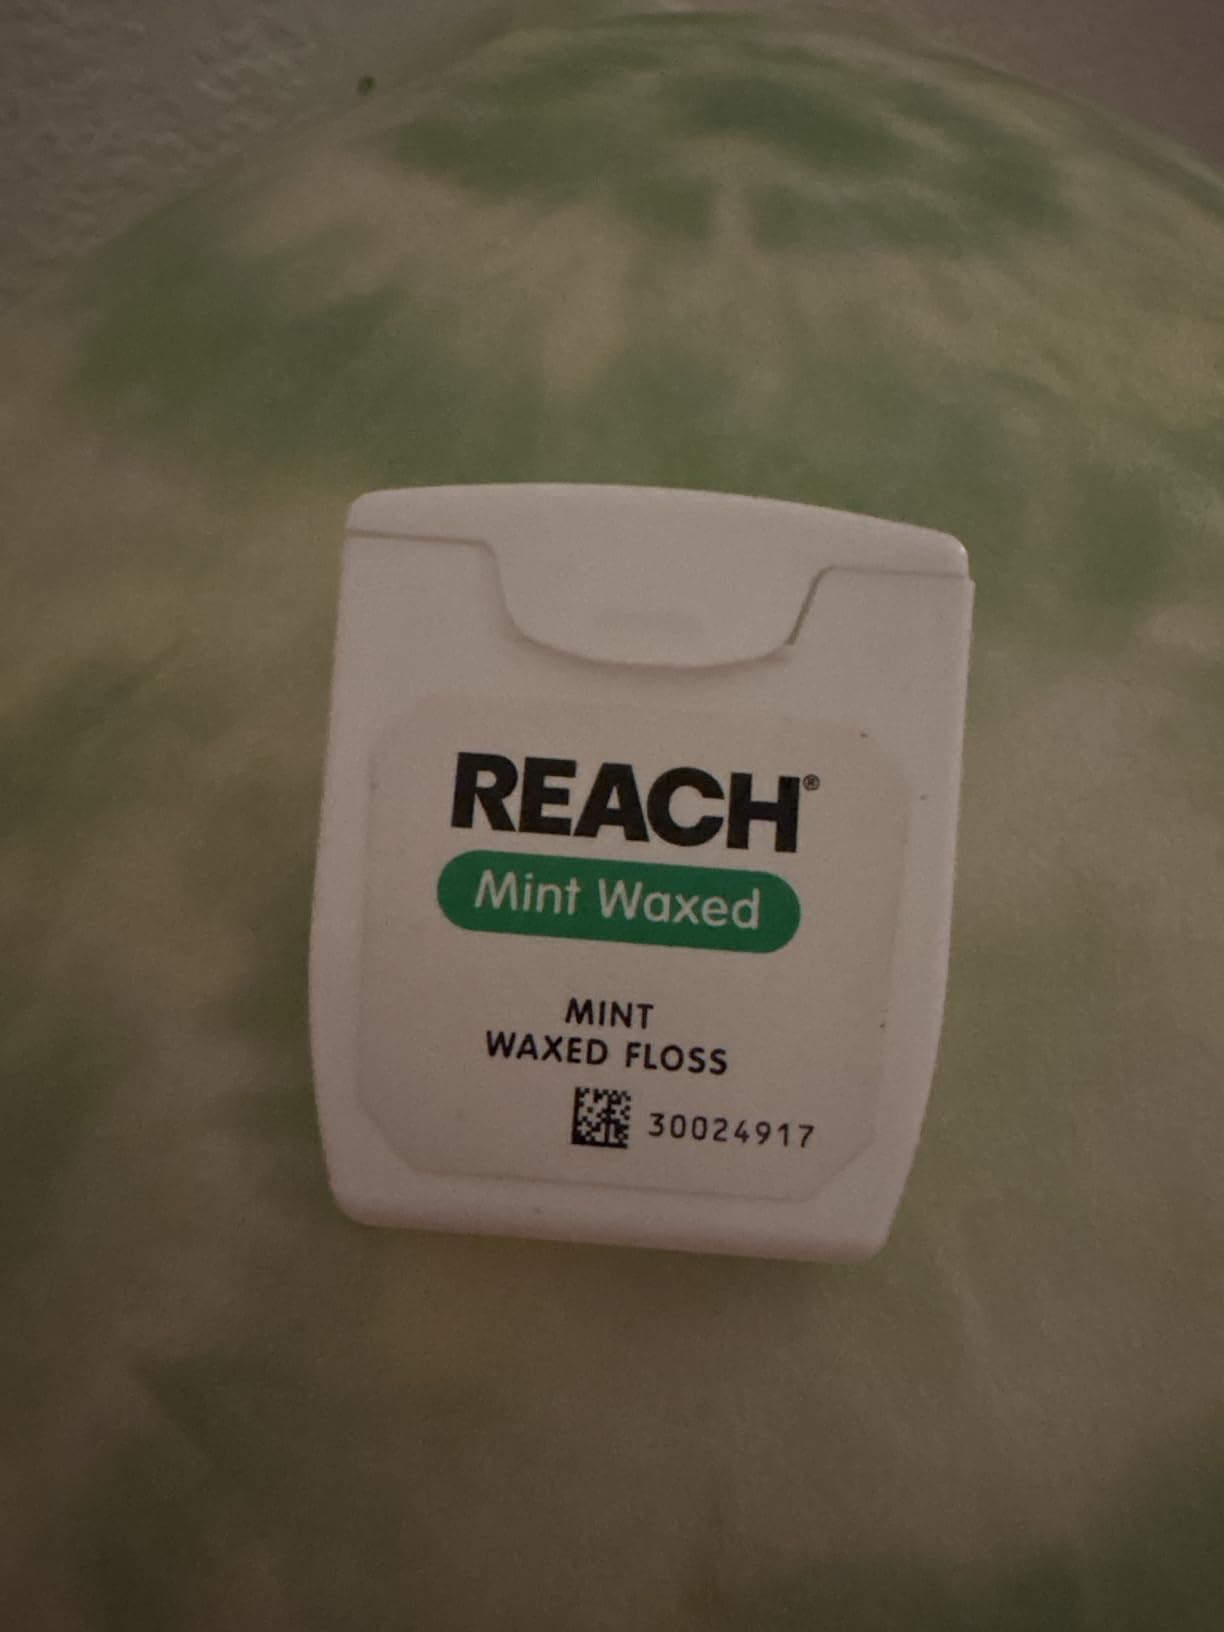 REACH®
Mint Waxed
MINT
WAXED FLOSS
30024917